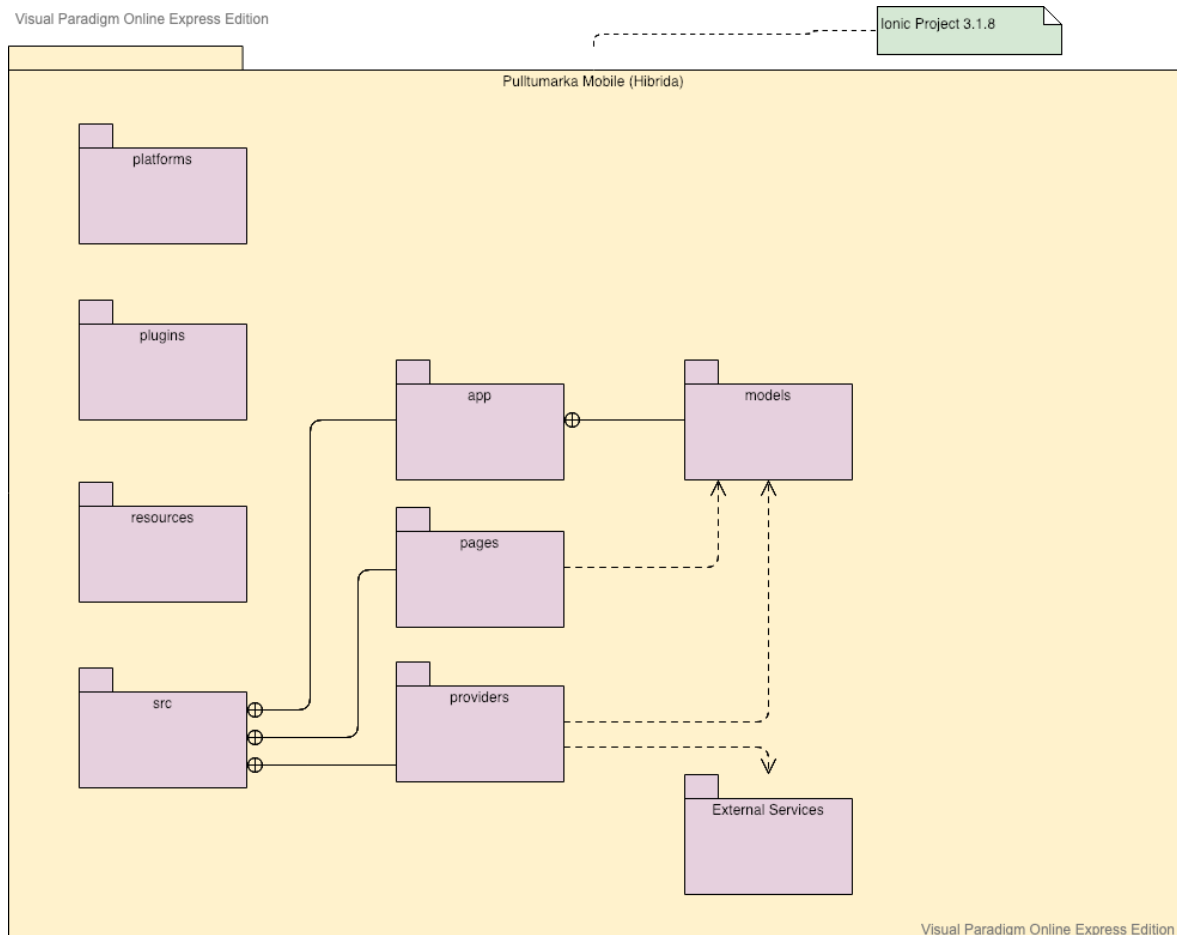 Visual Paradigm Online Express Edition
Ionic Project 3.1.8
Pulltumarka Mobile (Hibrida)
platforms
plugins
app
models
resources
pages
src
providers
External Services
Visual Paradigm Online Express Edition